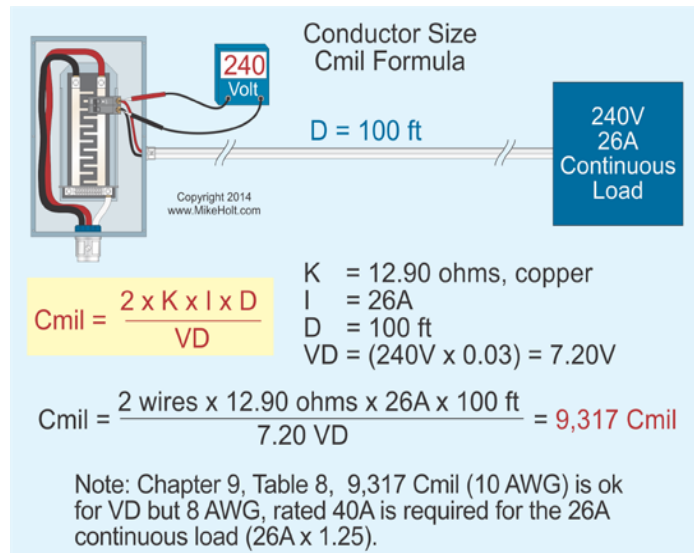 Conductor Size
Cmil Formula
240
Volt
D = 100 ft
240V
26A
Continuous
Load
Copyright 2014
www.MikeHolt.com
Cmil = 2 x K x I x D / VD
K = 12.90 ohms, copper
I = 26A
D = 100 ft
VD = (240V x 0.03) = 7.20V
Cmil = 2 wires x 12.90 ohms x 26A x 100 ft / 7.20 VD = 9,317 Cmil
Note: Chapter 9, Table 8, 9,317 Cmil (10 AWG) is ok
for VD but 8 AWG, rated 40A is required for the 26A
continuous load (26A x 1.25).